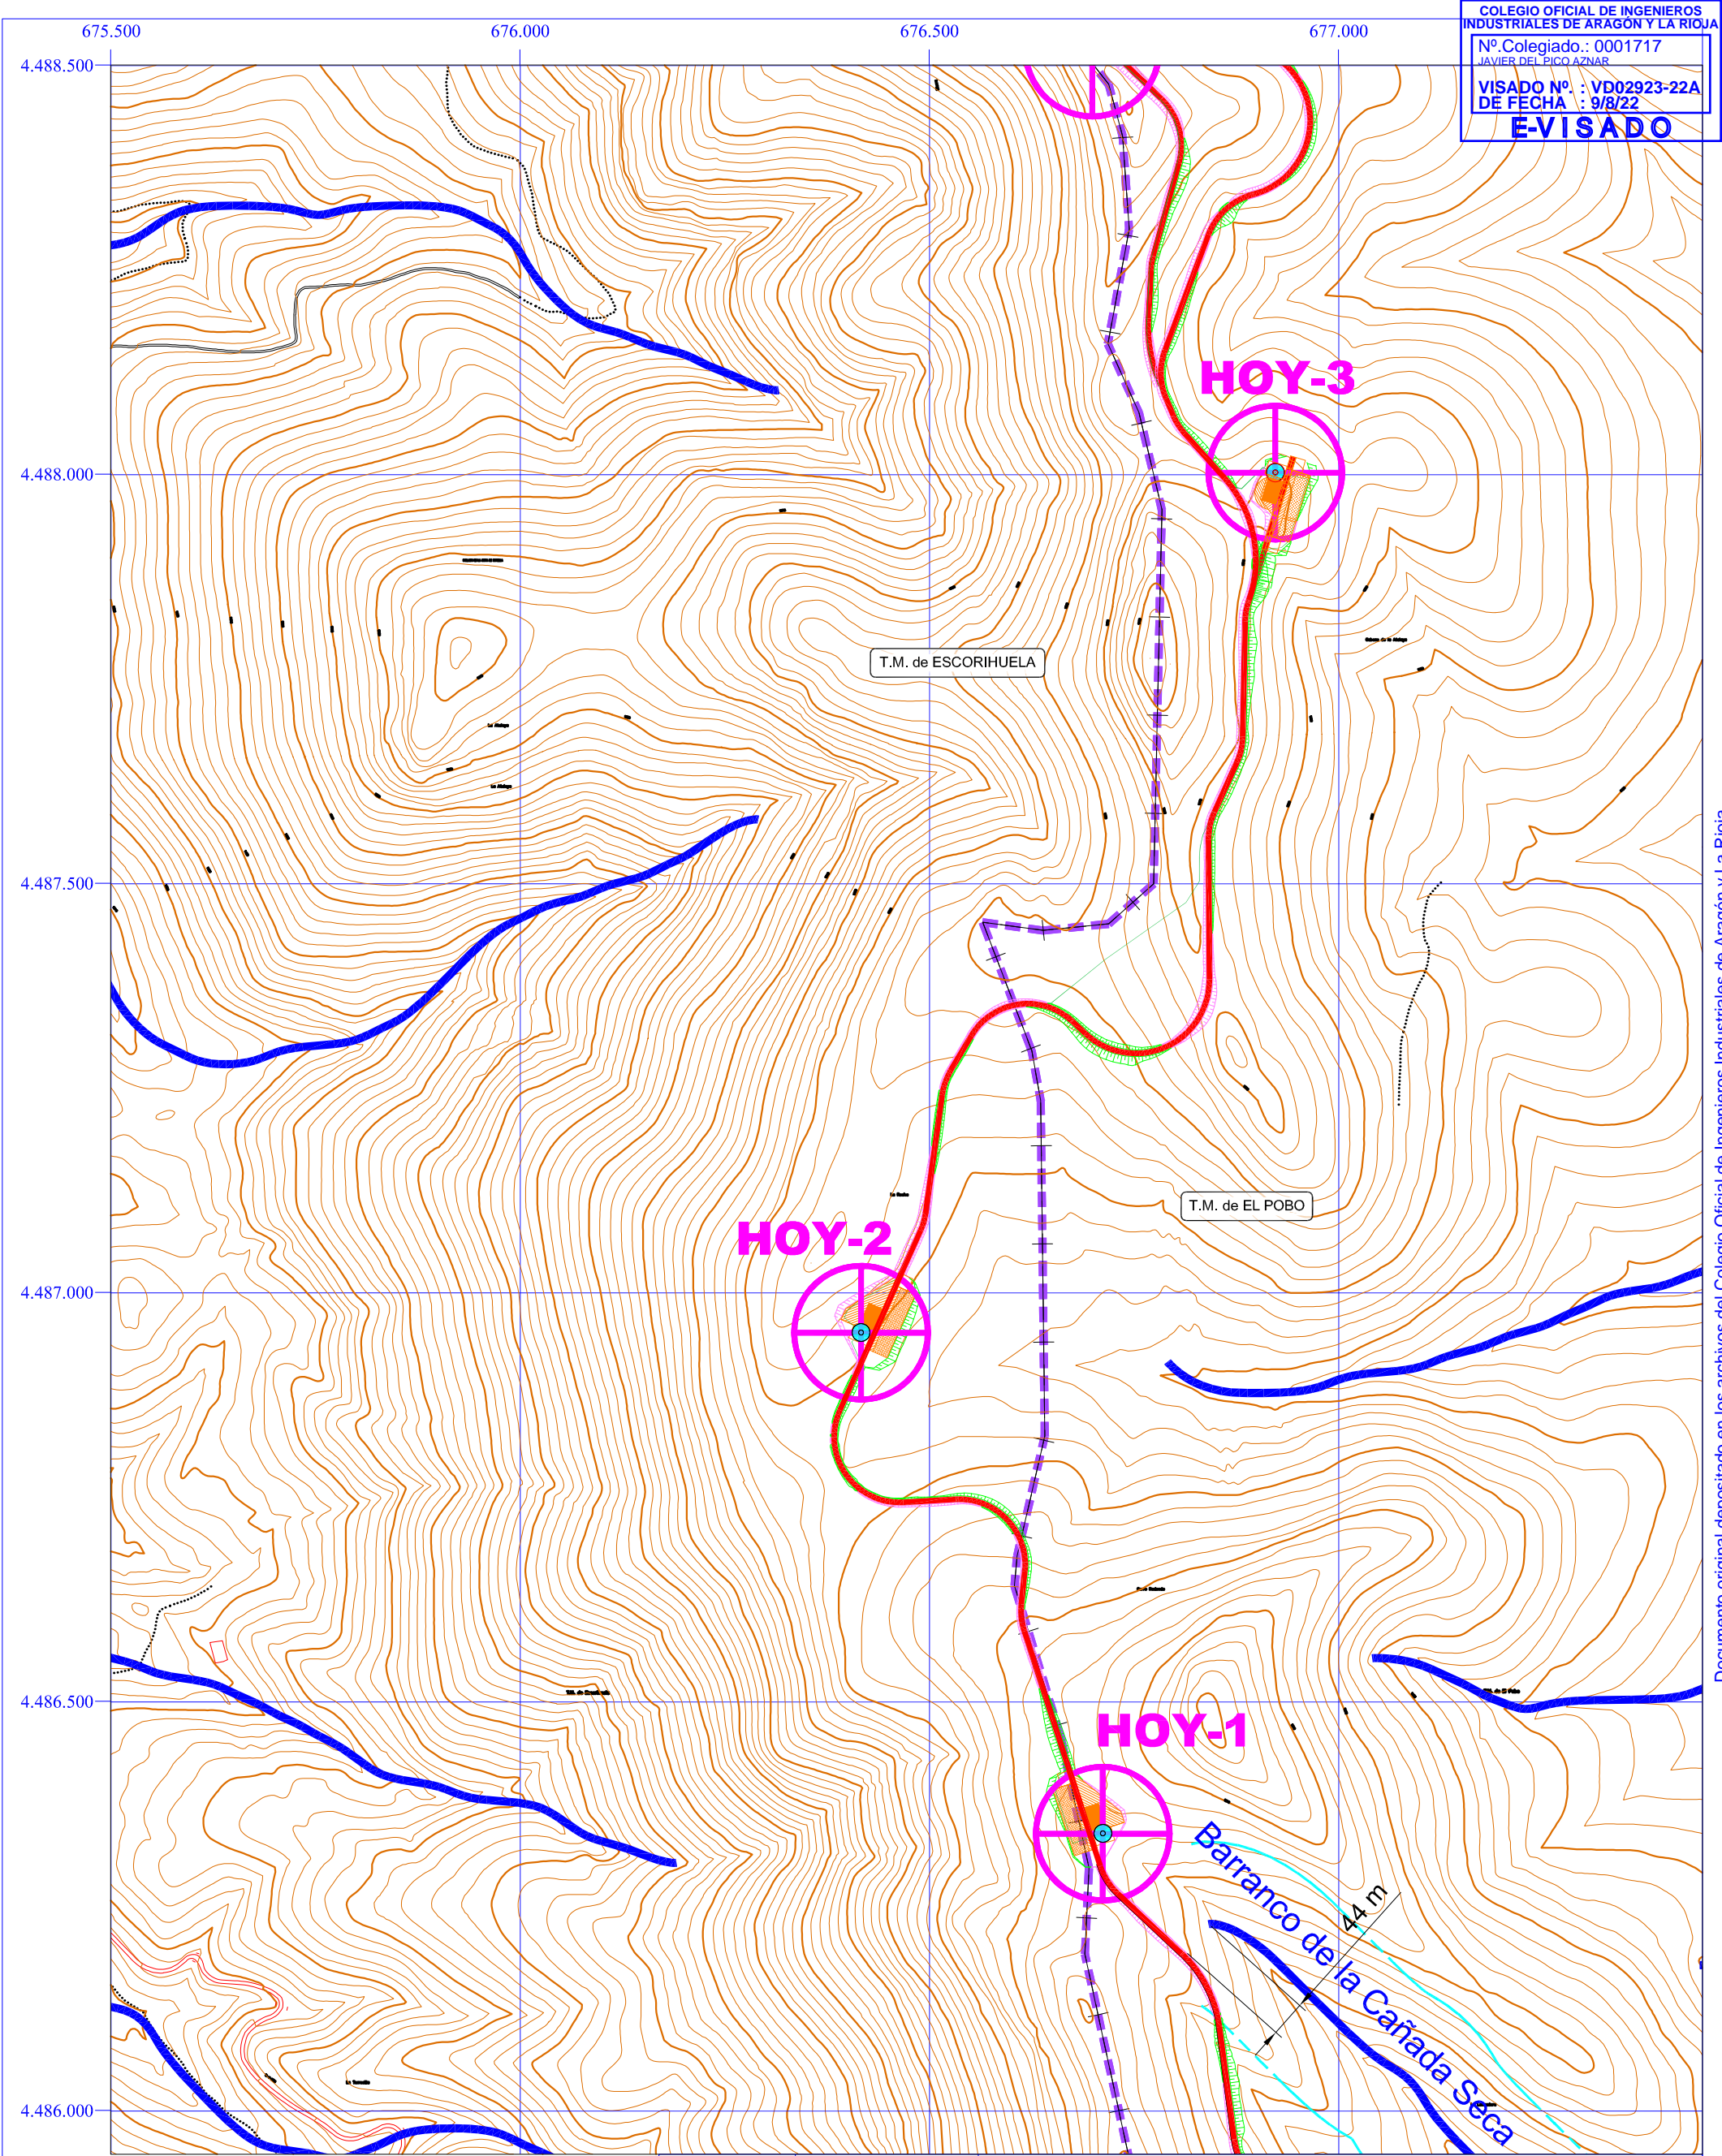 COLEGIO OFICIAL DE INGENIEROS
INDUSTRIALES DE ARAGÓN Y LA RIOJA
Nº.Colegiado.: 0001717
JAVIER DEL PICO AZNAR
VISADO Nº. : VD02923-22A
DE FECHA : 9/8/22
E-VISADO
675.500
676.000
676.500
677.000
4.488.500
4.488.000
4.487.500
4.487.000
4.486.500
4.486.000
HOY-3
T.M. de ESCORIHUELA
T.M. de EL POBO
HOY-2
HOY-1
Barranco de la Cañada Seca
44 m
La Atalaya
La Atalaya
Documento original depositado en los archivos del Colegio Oficial de Ingenieros Industriales de Aragón y La Rioja